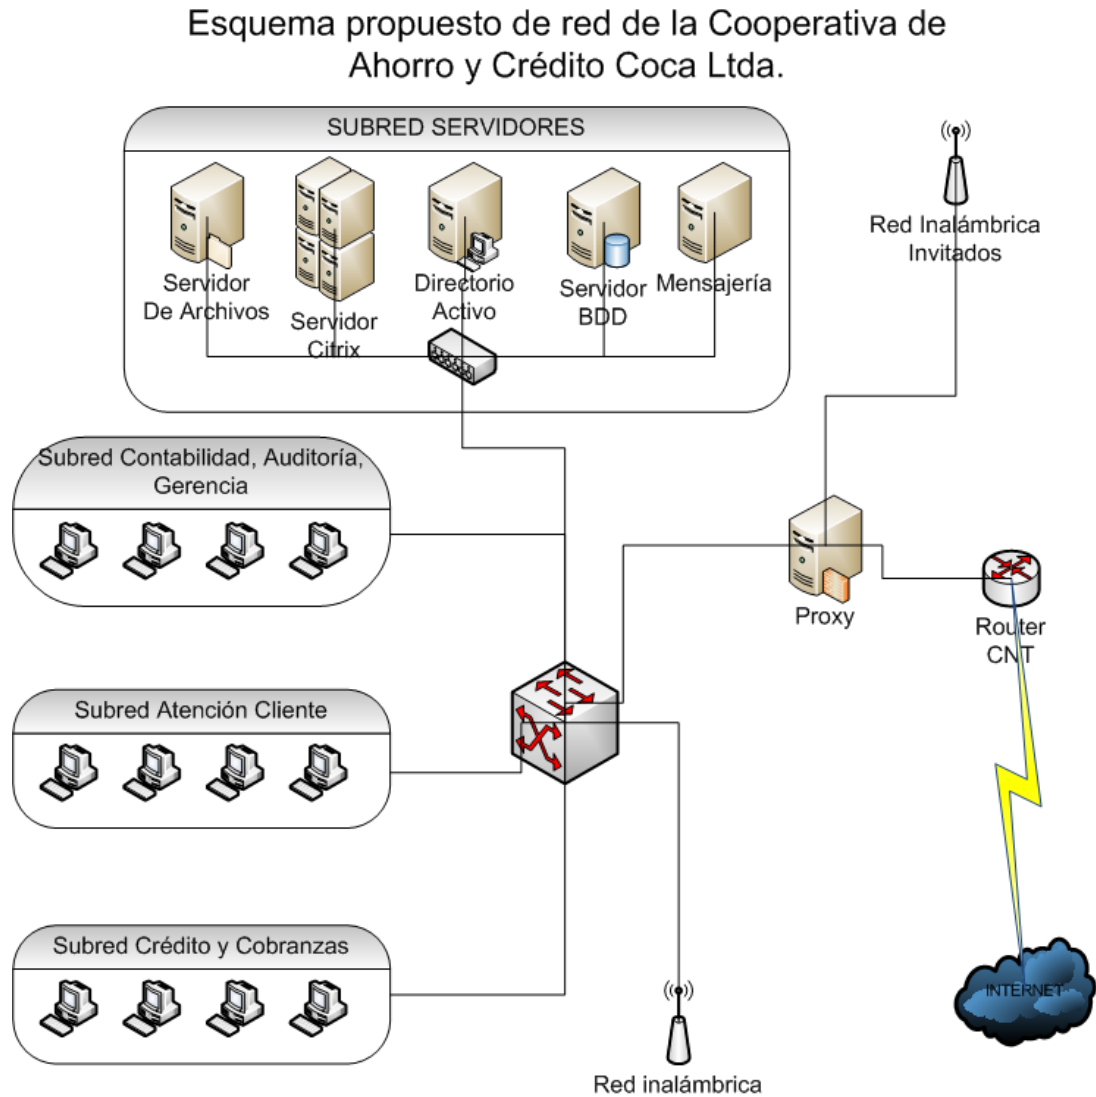 Esquema propuesto de red de la Cooperativa de
Ahorro y Crédito Coca Ltda.
SUBRED SERVIDORES
Servidor
De Archivos
Servidor
Citrix
Directorio
Activo
Servidor
BDD
Mensajería
Red Inalámbrica
Invitados
Subred Contabilidad, Auditoría,
Gerencia
Proxy
Router
CNT
Subred Atención Cliente
Subred Crédito y Cobranzas
INTERNET
Red inalámbrica